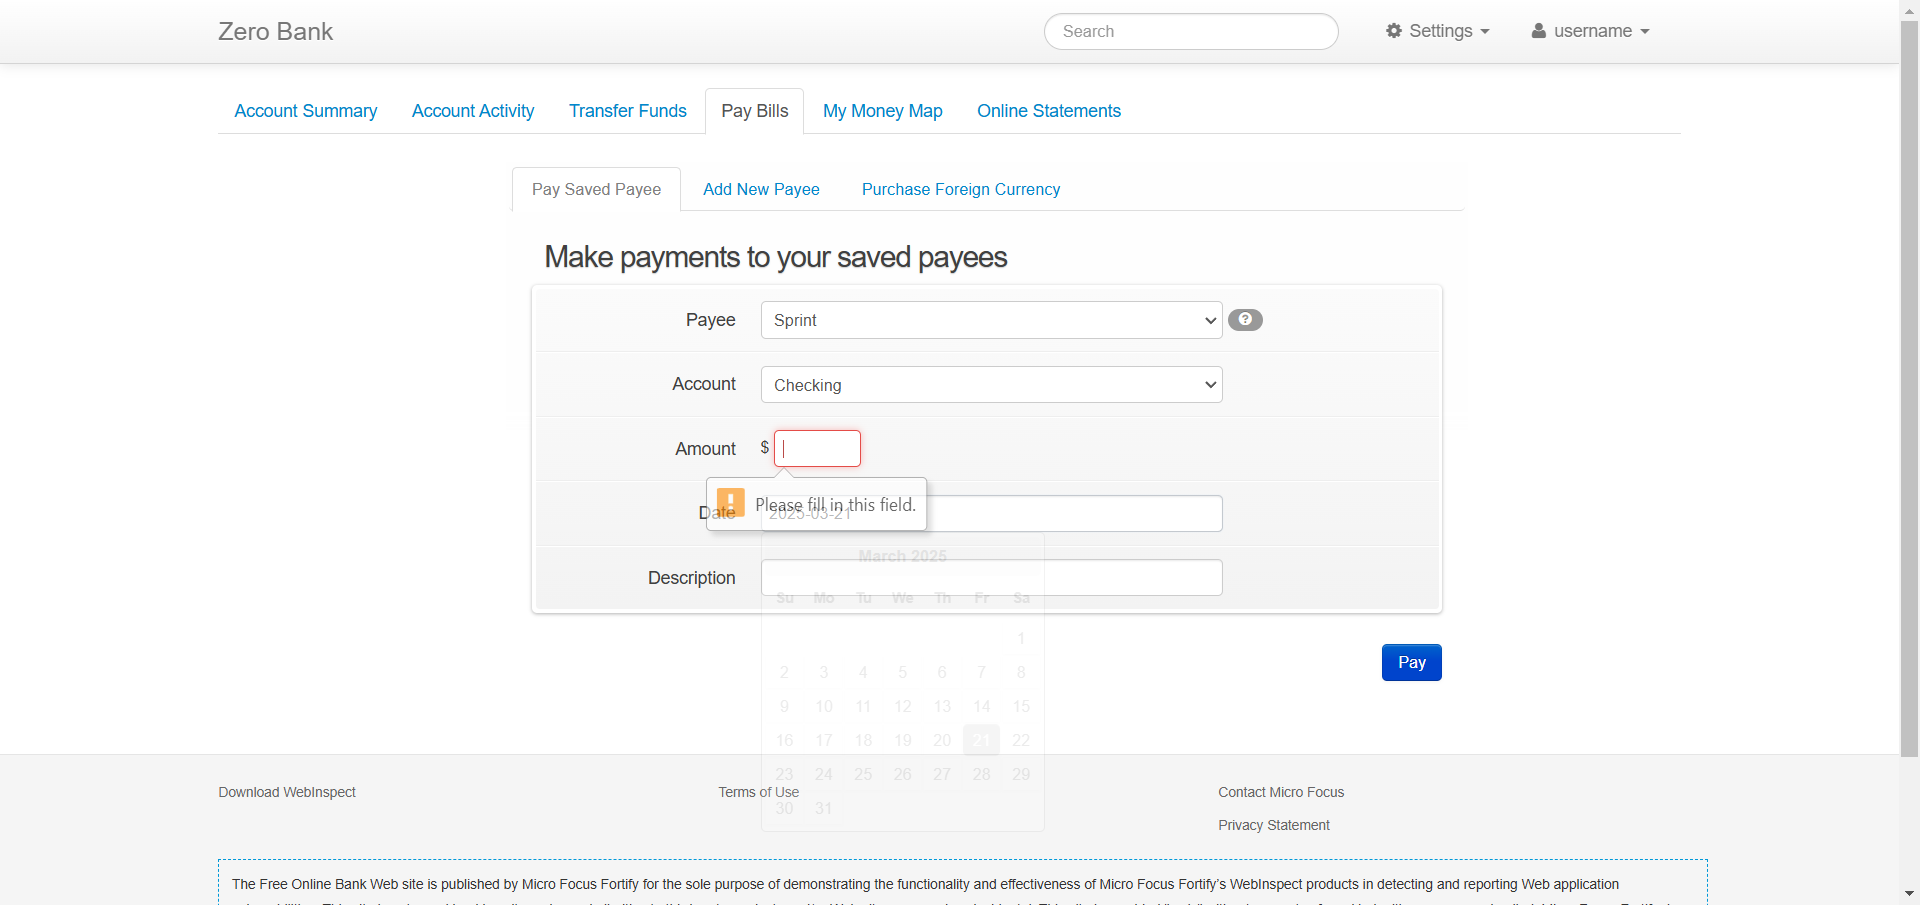 Zero Bank
Search
Settings
username
Account Summary
Account Activity
Transfer Funds
Pay Bills
My Money Map
Online Statements
Pay Saved Payee
Add New Payee
Purchase Foreign Currency
Make payments to your saved payees
Payee
Sprint
?
Account
Checking
Amount
$
Please fill in this field.
Date
2025-03-21
March 2025
Description
Su Mo Tu We Th Fr Sa
1
2 3 4 5 6 7 8
9 10 11 12 13 14 15
16 17 18 19 20 21 22
23 24 25 26 27 28 29
30 31
Pay
Download WebInspect
Terms of Use
Contact Micro Focus
Privacy Statement
The Free Online Bank Web site is published by Micro Focus Fortify for the sole purpose of demonstrating the functionality and effectiveness of Micro Focus Fortify's WebInspect products in detecting and reporting Web application